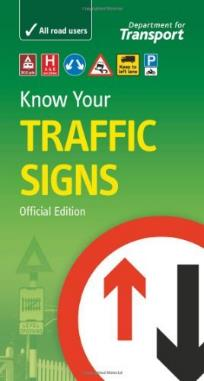 All road users
Department for
Transport
H
Keep to
left lane
P
Know Your
TRAFFIC
SIGNS
Official Edition